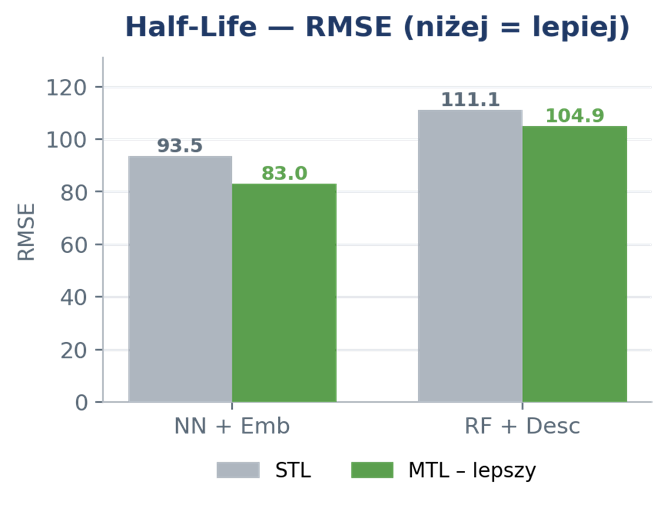 Half-Life — RMSE (niżej = lepiej)
RMSE
120
100
80
60
40
20
0
93.5
83.0
111.1
104.9
NN + Emb
RF + Desc
STL
MTL – lepszy